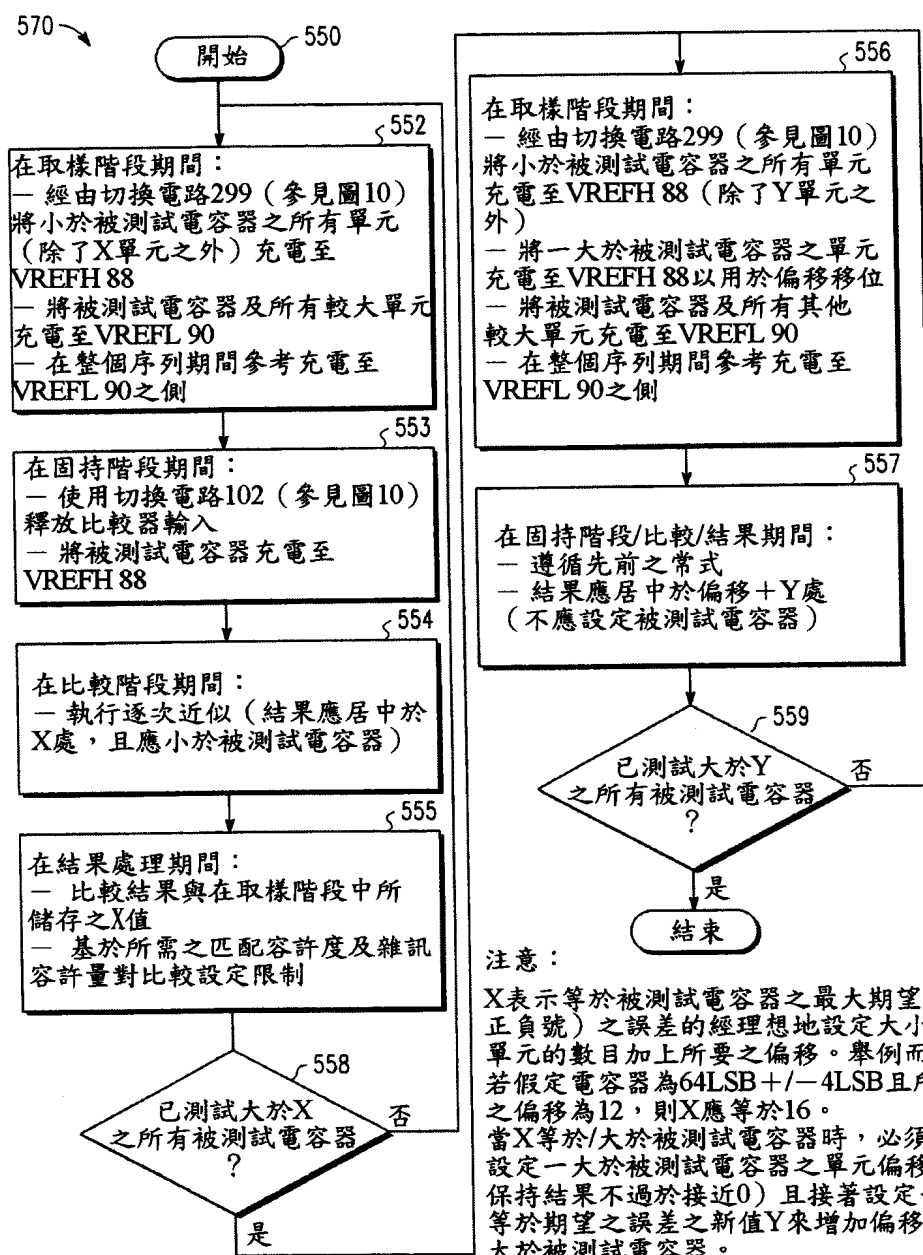 570
開始
550
552
在取樣階段期間：
— 經由切換電路299（參見圖10）
將小於被測試電容器之所有單元
（除了X單元之外）充電至
VREFH 88
— 將被測試電容器及所有較大單元
充電至VREFL 90
— 在整個序列期間參考充電至
VREFL 90之側
553
在固持階段期間：
— 使用切換電路102（參見圖10）
釋放比較器輸入
— 將被測試電容器充電至
VREFH 88
554
在比較階段期間：
— 執行逐次近似（結果應居中於
X處，且應小於被測試電容器）
555
在結果處理期間：
— 比較結果與在取樣階段中所
儲存之X值
— 基於所需之匹配容許度及雜訊
容許量對比較設定限制
558
已測試大於X
之所有被測試電容器
？
否
是
556
在取樣階段期間：
— 經由切換電路299（參見圖10）
將小於被測試電容器之所有單元
充電至VREFH 88（除了Y單元之
外）
— 將一大於被測試電容器之單元
充電至VREFH 88以用於偏移移位
— 將被測試電容器及所有其他
較大單元充電至VREFL 90
— 在整個序列期間參考充電至
VREFL 90之側
557
在固持階段/比較/結果期間：
— 遵循先前之常式
— 結果應居中於偏移＋Y處
（不應設定被測試電容器）
559
已測試大於Y
之所有被測試電容器
？
否
是
結束
注意：
X表示等於被測試電容器之最大期望
正負號）之誤差的經理想地設定大小
單元的數目加上所要之偏移。舉例而
若假定電容器為64LSB＋/－4LSB且所
之偏移為12，則X應等於16。
當X等於/大於被測試電容器時，必須
設定一大於被測試電容器之單元偏移
保持結果不過於接近0）且接著設定
等於期望之誤差之新值Y來增加偏移
大於被測試電容器。